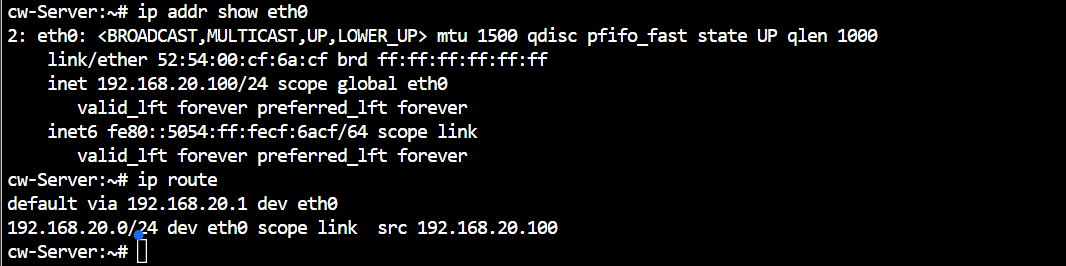 cw-Server:~# ip addr show eth0
2: eth0: <BROADCAST,MULTICAST,UP,LOWER_UP> mtu 1500 qdisc pfifo_fast state UP qlen 1000
    link/ether 52:54:00:cf:6a:cf brd ff:ff:ff:ff:ff:ff
    inet 192.168.20.100/24 scope global eth0
       valid_lft forever preferred_lft forever
    inet6 fe80::5054:ff:fecf:6acf/64 scope link
       valid_lft forever preferred_lft forever
cw-Server:~# ip route
default via 192.168.20.1 dev eth0
192.168.20.0/24 dev eth0 scope link  src 192.168.20.100
cw-Server:~#